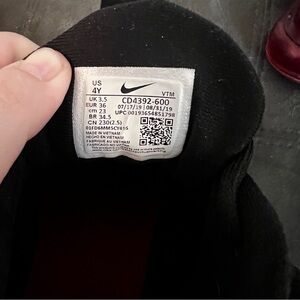 US
4Y
VTM
UK 3.5
EUR 36
cm 23
BR 34.5
CN 230(2.5)
CD4392-600
07/17/19 | 08/31/19
UPC 00193654851798
MADE IN VIETNAM
FABRIQUE AU VIETNAM